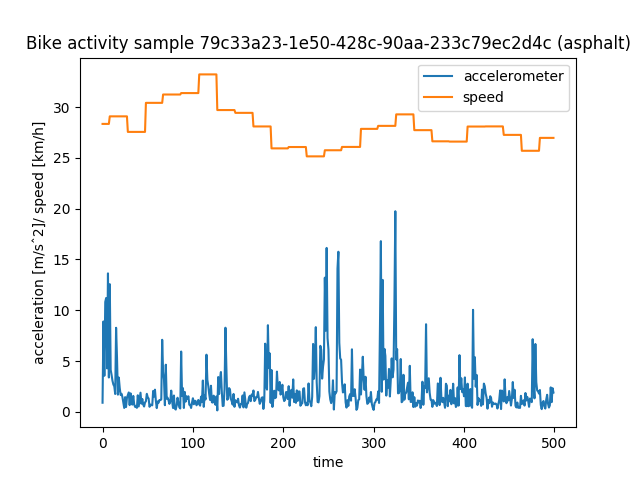 Bike activity sample 79c33a23-1e50-428c-90aa-233c79ec2d4c (asphalt)
accelerometer
speed
acceleration [m/s^2]/ speed [km/h]
30
25
20
15
10
5
0
0 100 200 300 400 500
time